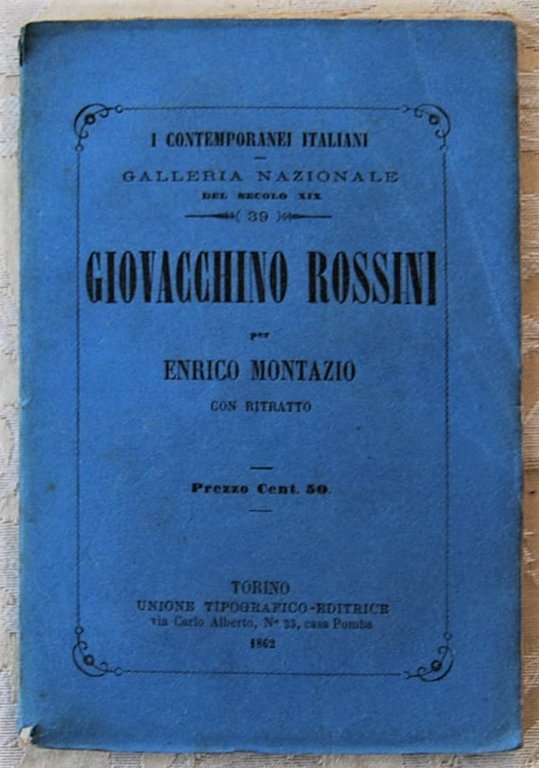 I CONTEMPORANEI ITALIANI
GALLERIA NAZIONALE
DEL SECOLO XIX
( 39 )
GIOVACCHINO ROSSINI
per
ENRICO MONTAZIO
CON RITRATTO
Prezzo Cent. 50.
TORINO
UNIONE TIPOGRAFICO-EDITRICE
via Carlo Alberto, N° 33, casa Pomba
1862